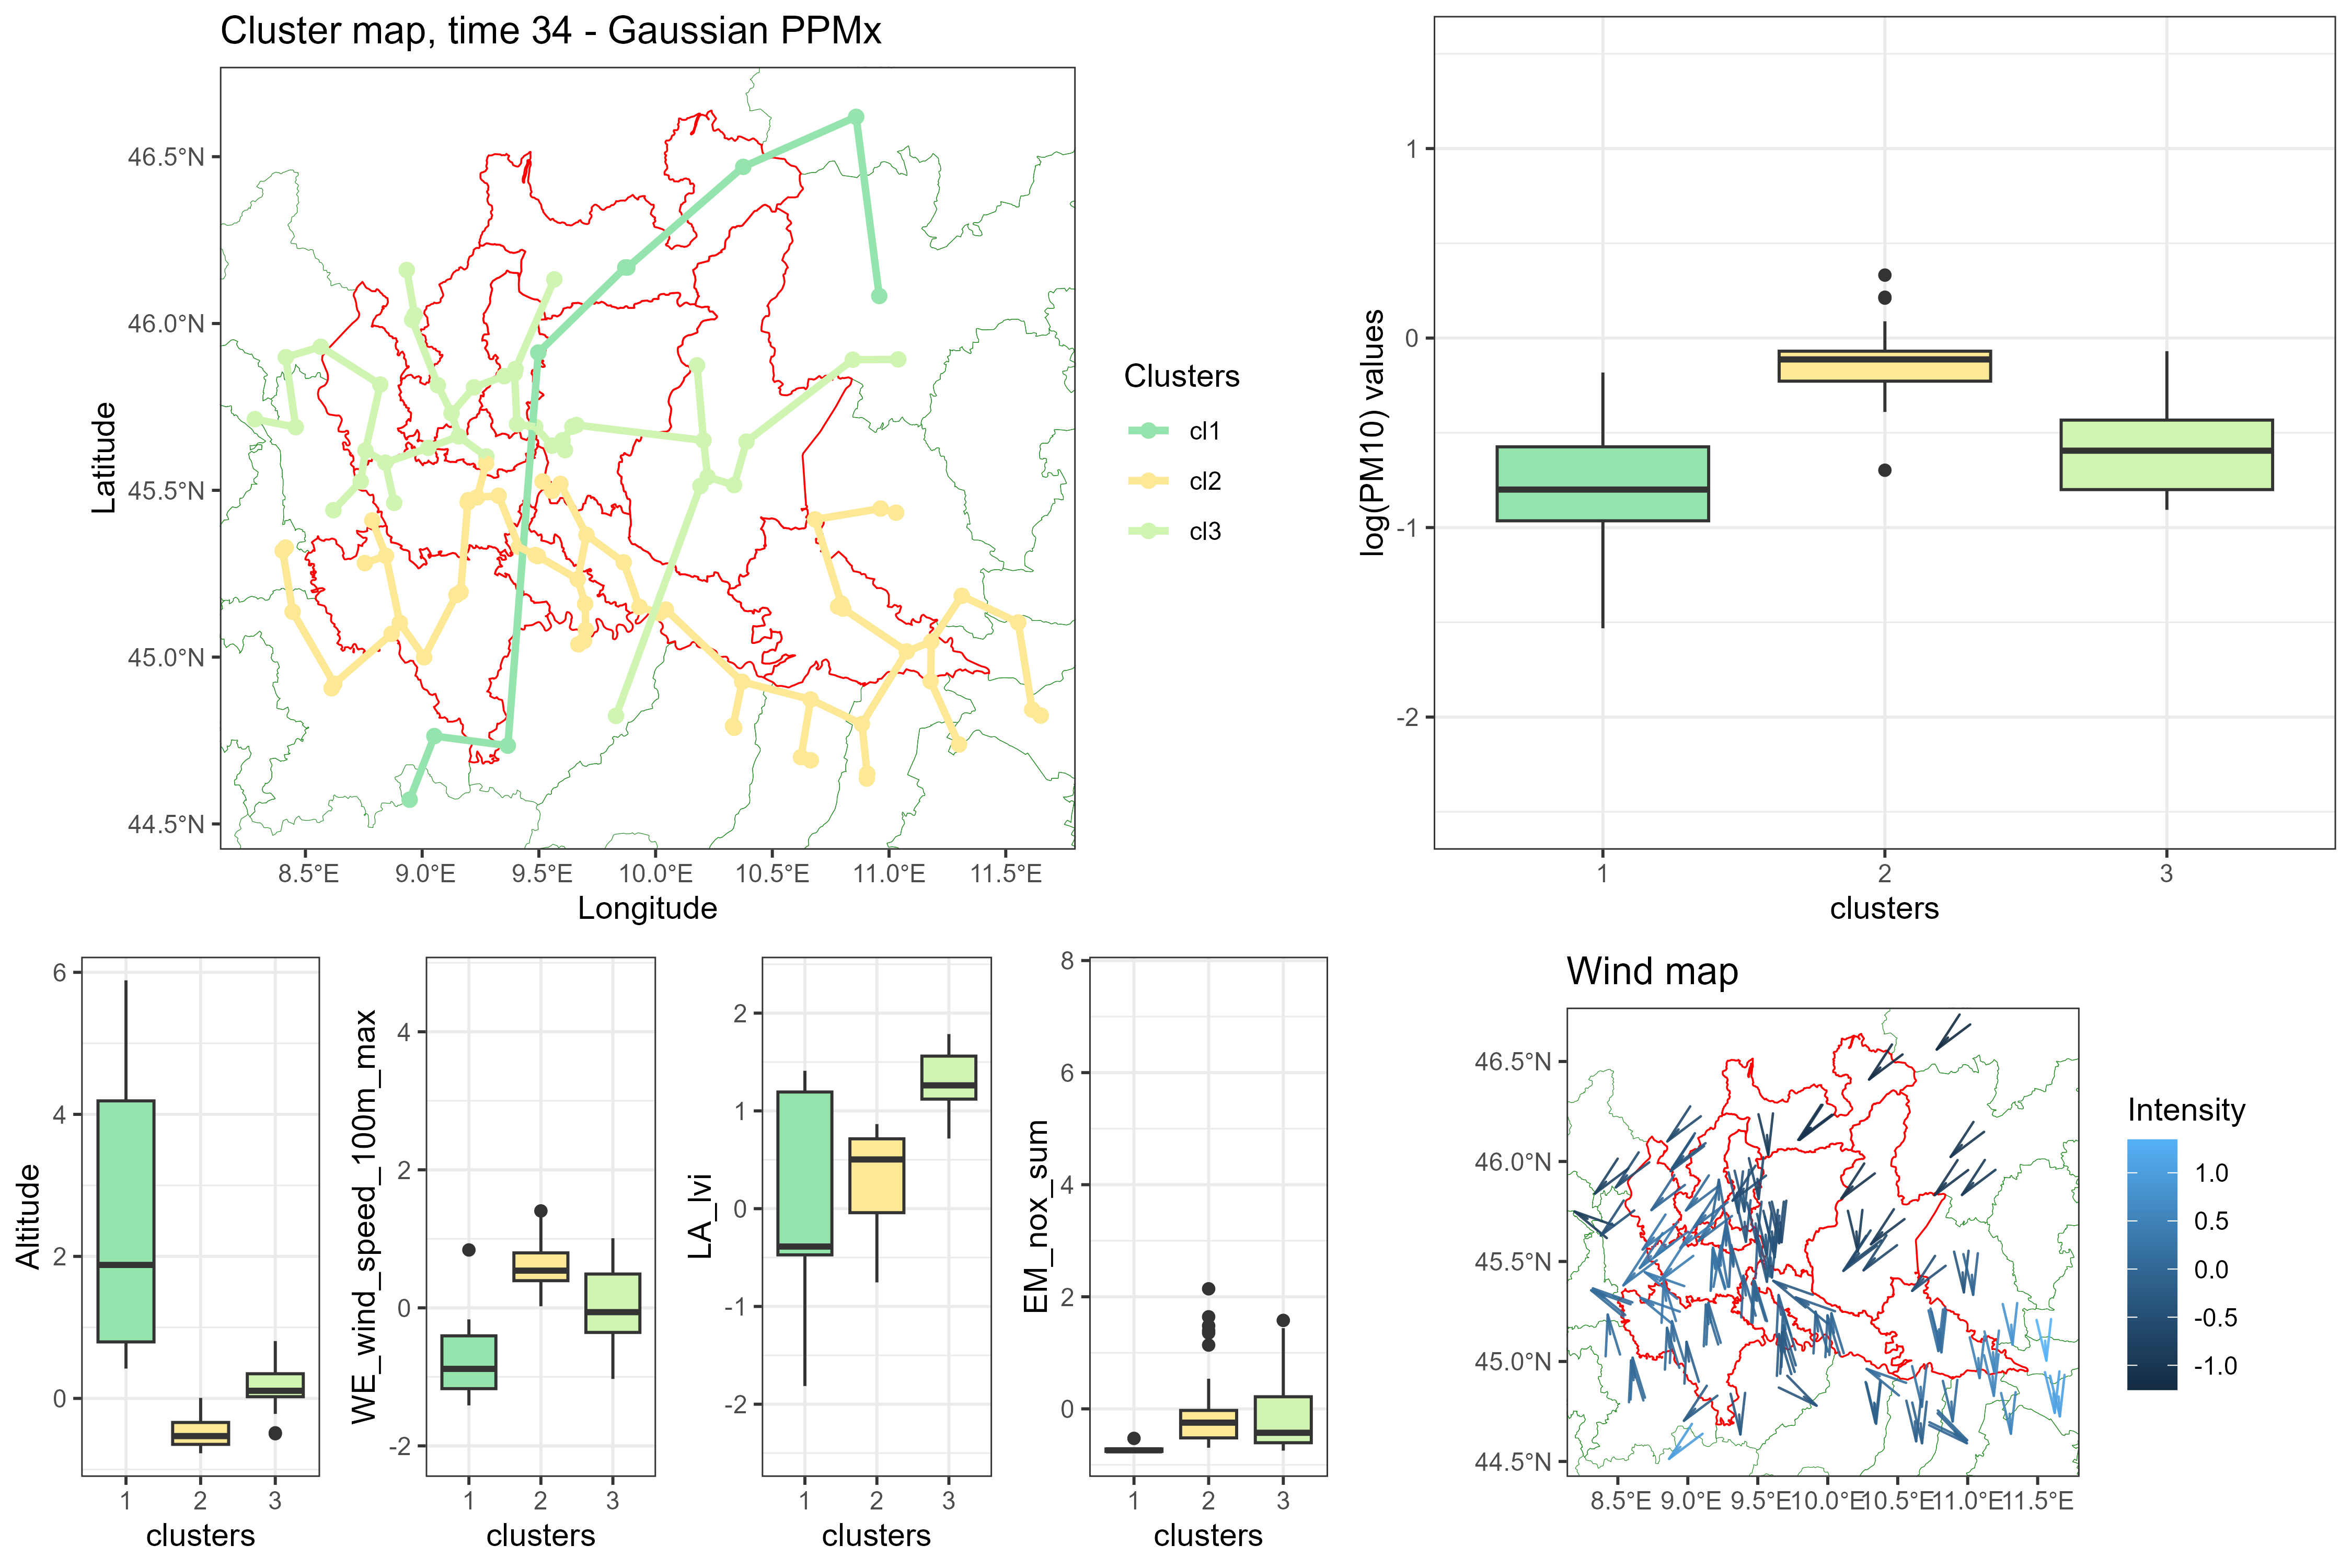 Cluster map, time 34 - Gaussian PPMx
Latitude
46.5°N
46.0°N
45.5°N
45.0°N
44.5°N
8.5°E 9.0°E 9.5°E 10.0°E 10.5°E 11.0°E 11.5°E
Longitude
Clusters
cl1
cl2
cl3
log(PM10) values
1
0
-1
-2
1 2 3
clusters
Altitude
6
4
2
0
1 2 3
clusters
WE_wind_speed_100m_max
4
2
0
-2
1 2 3
clusters
LA_lvi
2
1
0
-1
-2
1 2 3
clusters
EM_nox_sum
8
6
4
2
0
1 2 3
clusters
Wind map
46.5°N
46.0°N
45.5°N
45.0°N
44.5°N
8.5°E 9.0°E 9.5°E 10.0°E 10.5°E 11.0°E 11.5°E
Intensity
1.0
0.5
0.0
-0.5
-1.0